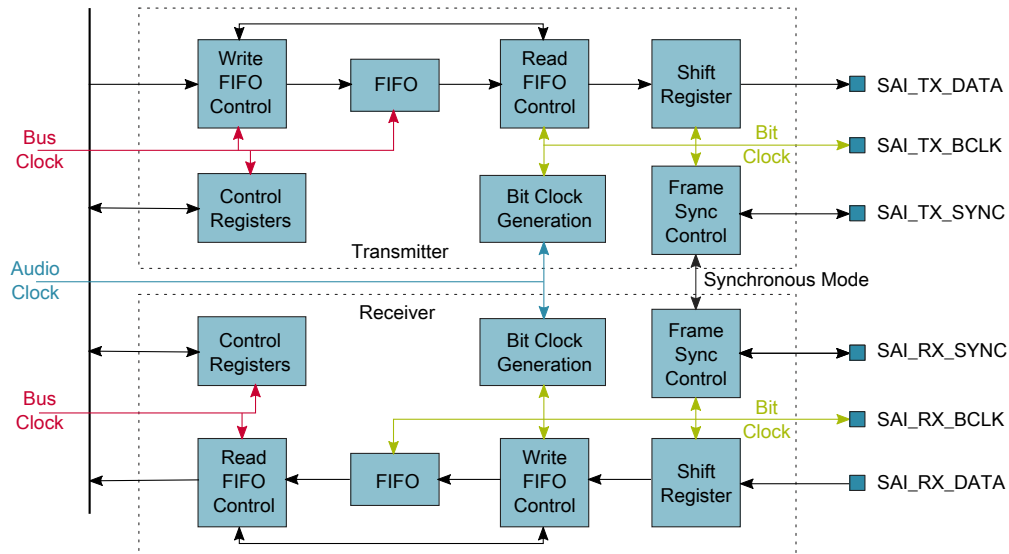 Write
FIFO
Control
FIFO
Read
FIFO
Control
Shift
Register
SAI_TX_DATA
Bus
Clock
Bit
Clock
SAI_TX_BCLK
Control
Registers
Bit Clock
Generation
Frame
Sync
Control
SAI_TX_SYNC
Transmitter
Audio
Clock
Synchronous Mode
Receiver
Control
Registers
Bit Clock
Generation
Frame
Sync
Control
SAI_RX_SYNC
Bus
Clock
Bit
Clock
SAI_RX_BCLK
Read
FIFO
Control
FIFO
Write
FIFO
Control
Shift
Register
SAI_RX_DATA